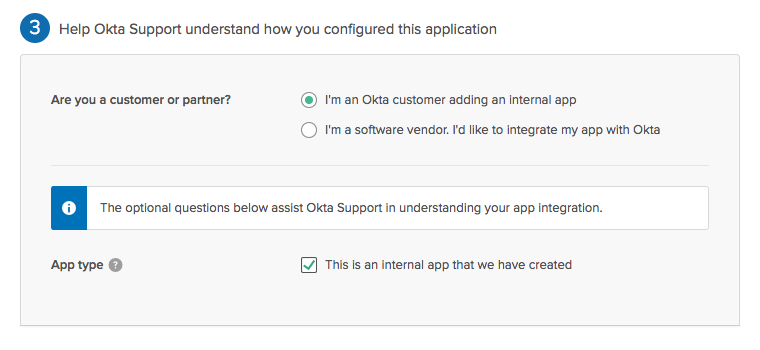 3 Help Okta Support understand how you configured this application
Are you a customer or partner?
I'm an Okta customer adding an internal app
I'm a software vendor. I'd like to integrate my app with Okta
i The optional questions below assist Okta Support in understanding your app integration.
App type ? This is an internal app that we have created